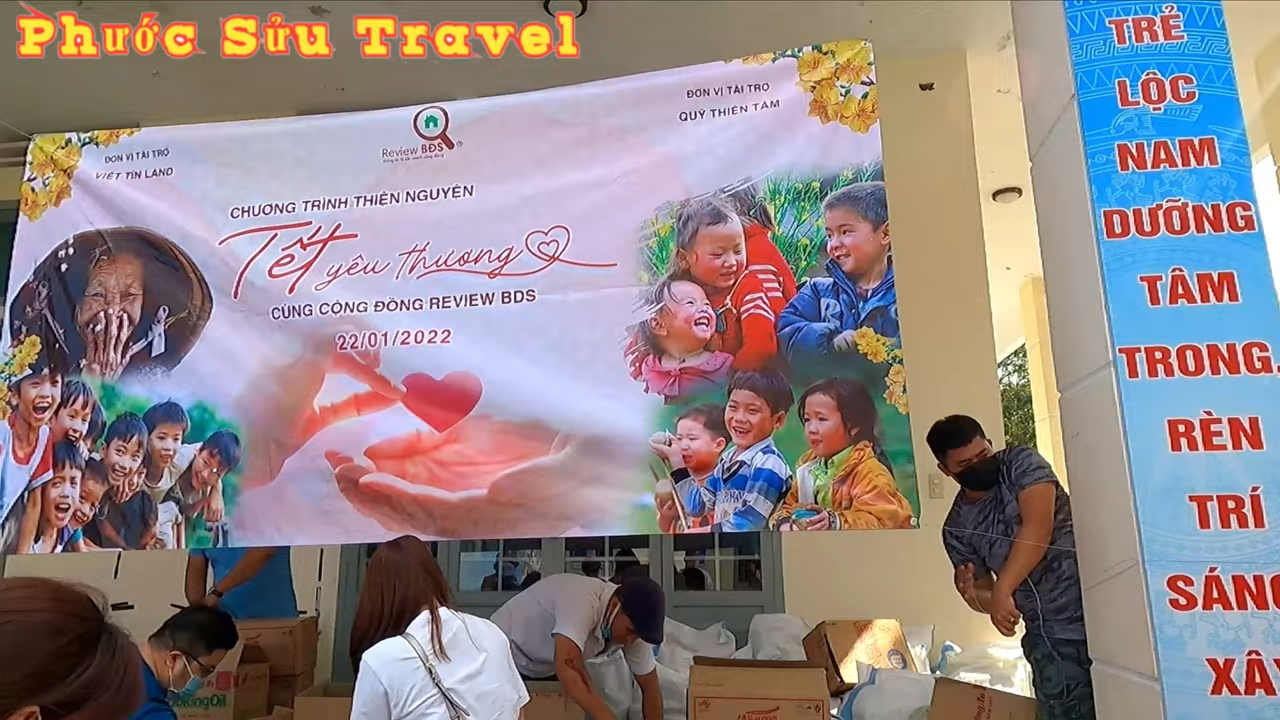 Phước Sửu Travel
ĐƠN VỊ TÀI TRỢ
VIỆT TÍN LAND
Review BĐS
ĐƠN VỊ TÀI TRỢ
QUỸ THIỆN TÂM
CHƯƠNG TRÌNH THIỆN NGUYỆN
Tết yêu thương
CÙNG CỘNG ĐỒNG REVIEW BDS
22/01/2022
TRẺ
LỘC
NAM
DƯỠNG
TÂM
TRONG,
RÈN
TRÍ
SÁNG
XÂY